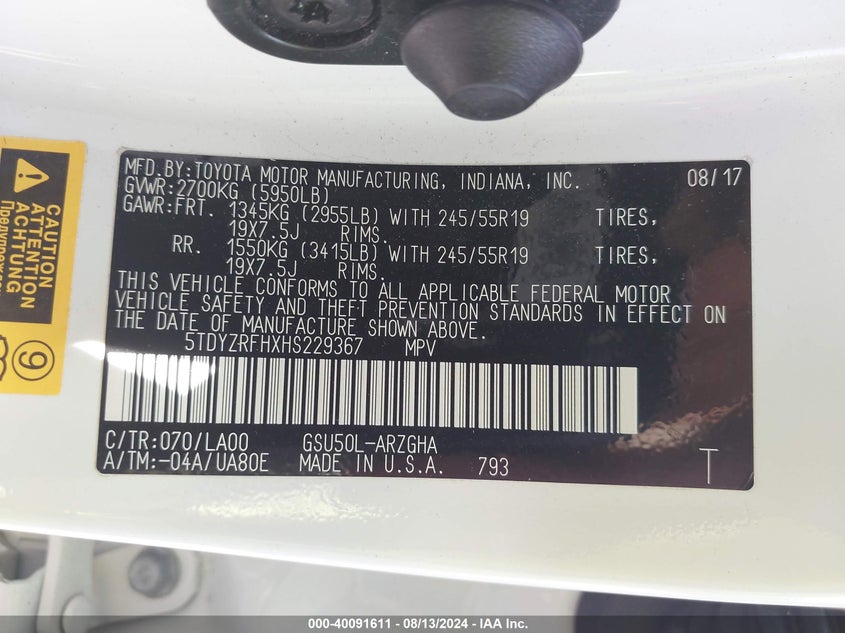 MFD.BY:TOYOTA MOTOR MANUFACTURING, INDIANA, INC. 08/17
GVWR:2700KG (5950LB)
GAWR:FRT. 1345KG (2955LB) WITH 245/55R19 TIRES,
19X7.5J RIMS.
RR. 1550KG (3415LB) WITH 245/55R19 TIRES,
19X7.5J RIMS.
THIS VEHICLE CONFORMS TO ALL APPLICABLE FEDERAL MOTOR
VEHICLE SAFETY AND THEFT PREVENTION STANDARDS IN EFFECT ON
THE DATE OF MANUFACTURE SHOWN ABOVE.
5TDYZRFHXHS229367 MPV
C/TR:070/LA00 GSU50L-ARZGHA
A/TM:-04A/UA80E MADE IN U.S.A. 793 T
CAUTION
ATTENTION
ACHTUNG
9
000-40091611 - 08/13/2024 - IAA Inc.